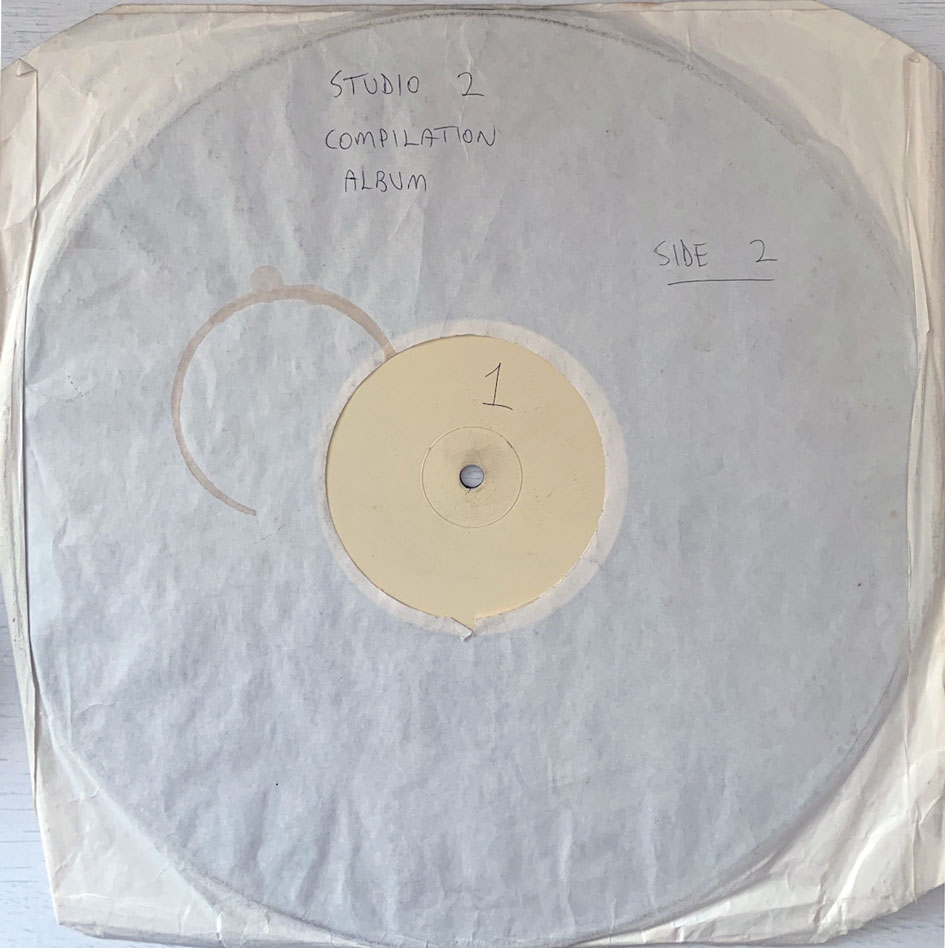 STUDIO 2
COMPILATION
ALBUM
SIDE 2
1